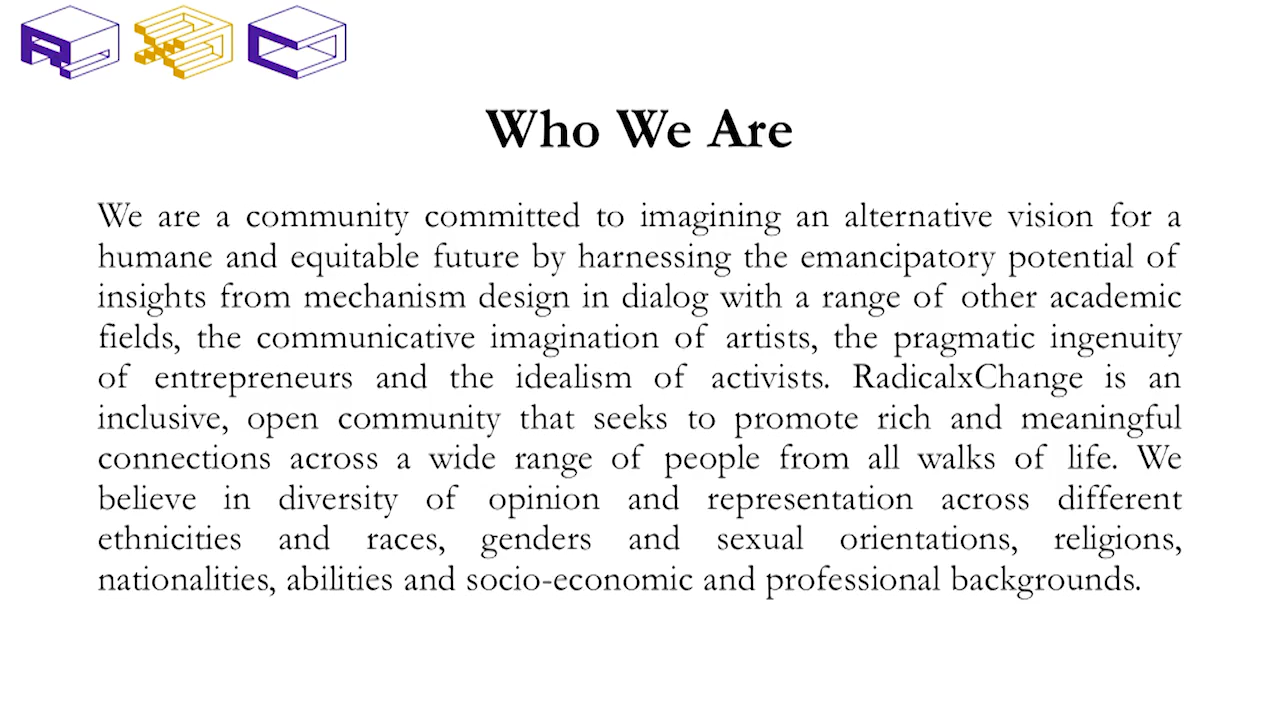 R x C
Who We Are
We are a community committed to imagining an alternative vision for a
humane and equitable future by harnessing the emancipatory potential of
insights from mechanism design in dialog with a range of other academic
fields, the communicative imagination of artists, the pragmatic ingenuity
of entrepreneurs and the idealism of activists. RadicalxChange is an
inclusive, open community that seeks to promote rich and meaningful
connections across a wide range of people from all walks of life. We
believe in diversity of opinion and representation across different
ethnicities and races, genders and sexual orientations, religions,
nationalities, abilities and socio-economic and professional backgrounds.